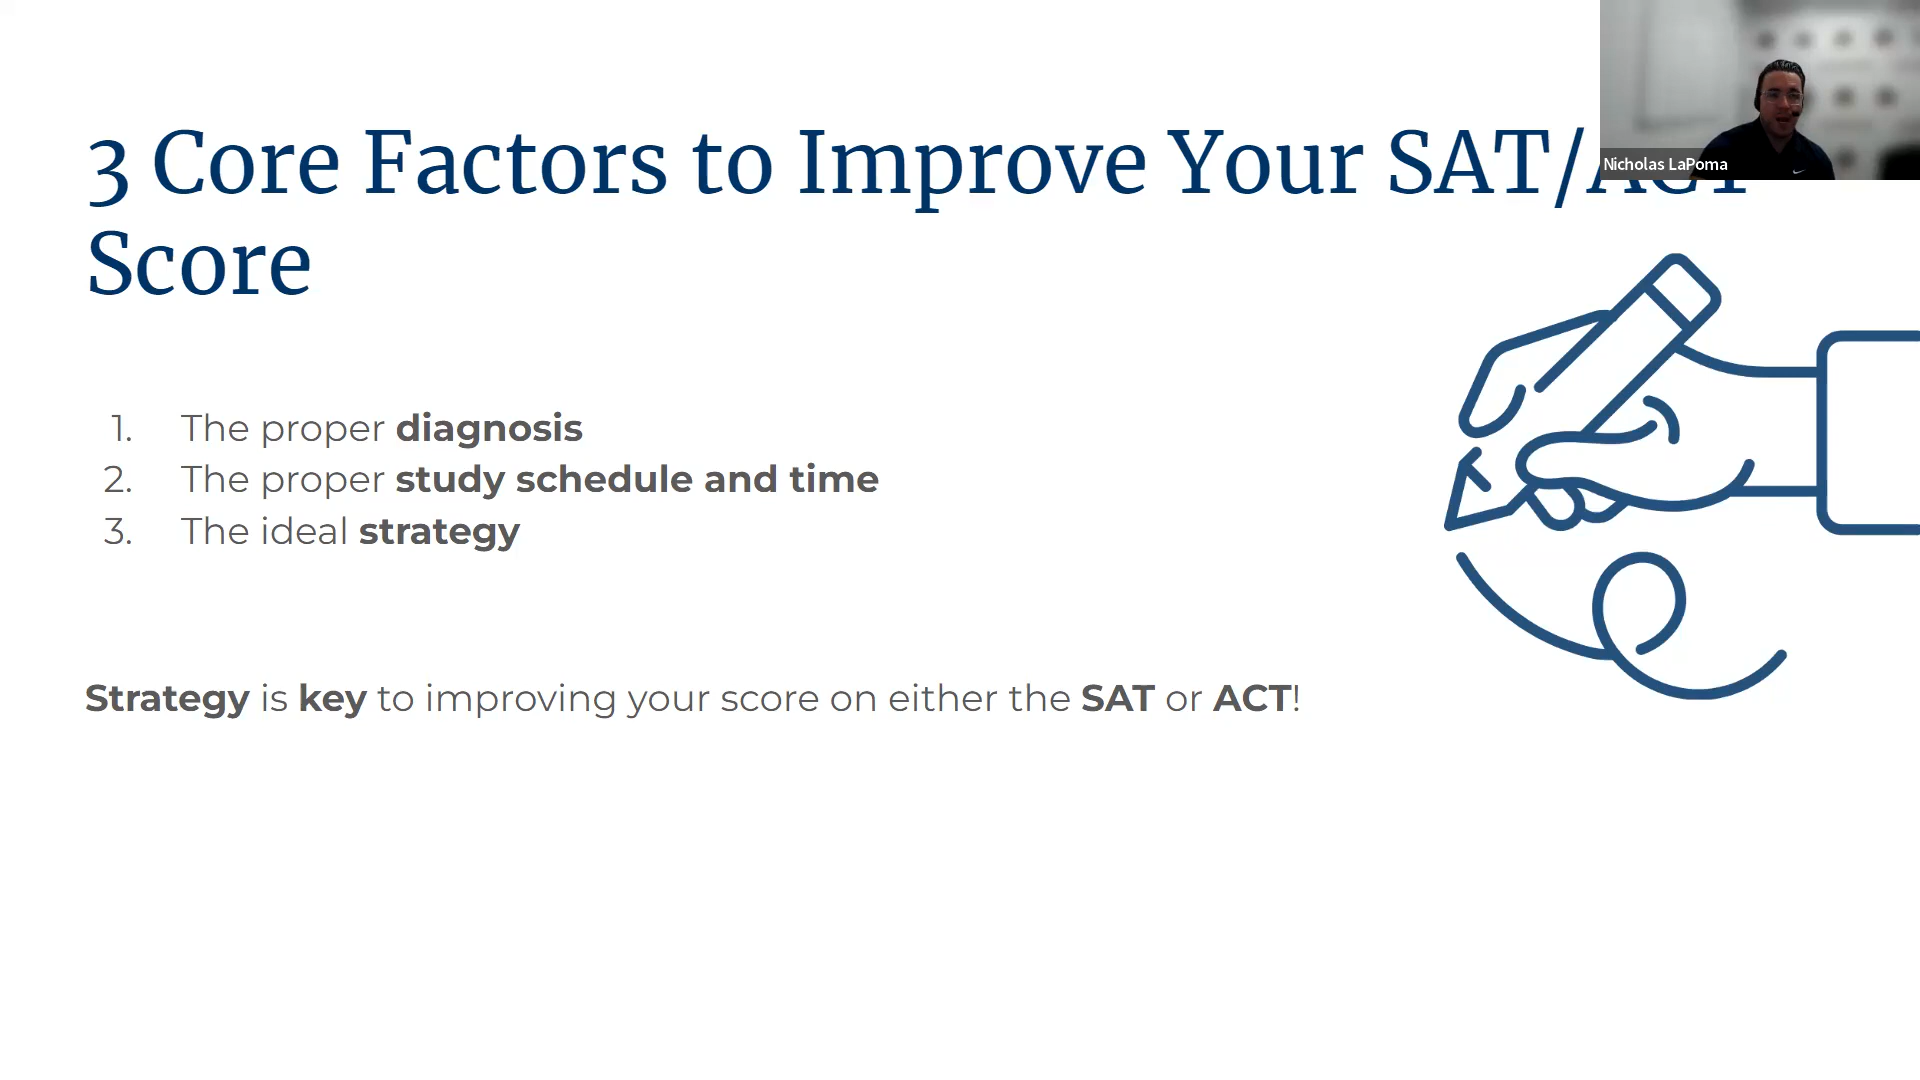 3 Core Factors to Improve Your SAT/ACT
Score
1. The proper diagnosis
2. The proper study schedule and time
3. The ideal strategy
Strategy is key to improving your score on either the SAT or ACT!
Nicholas LaPoma